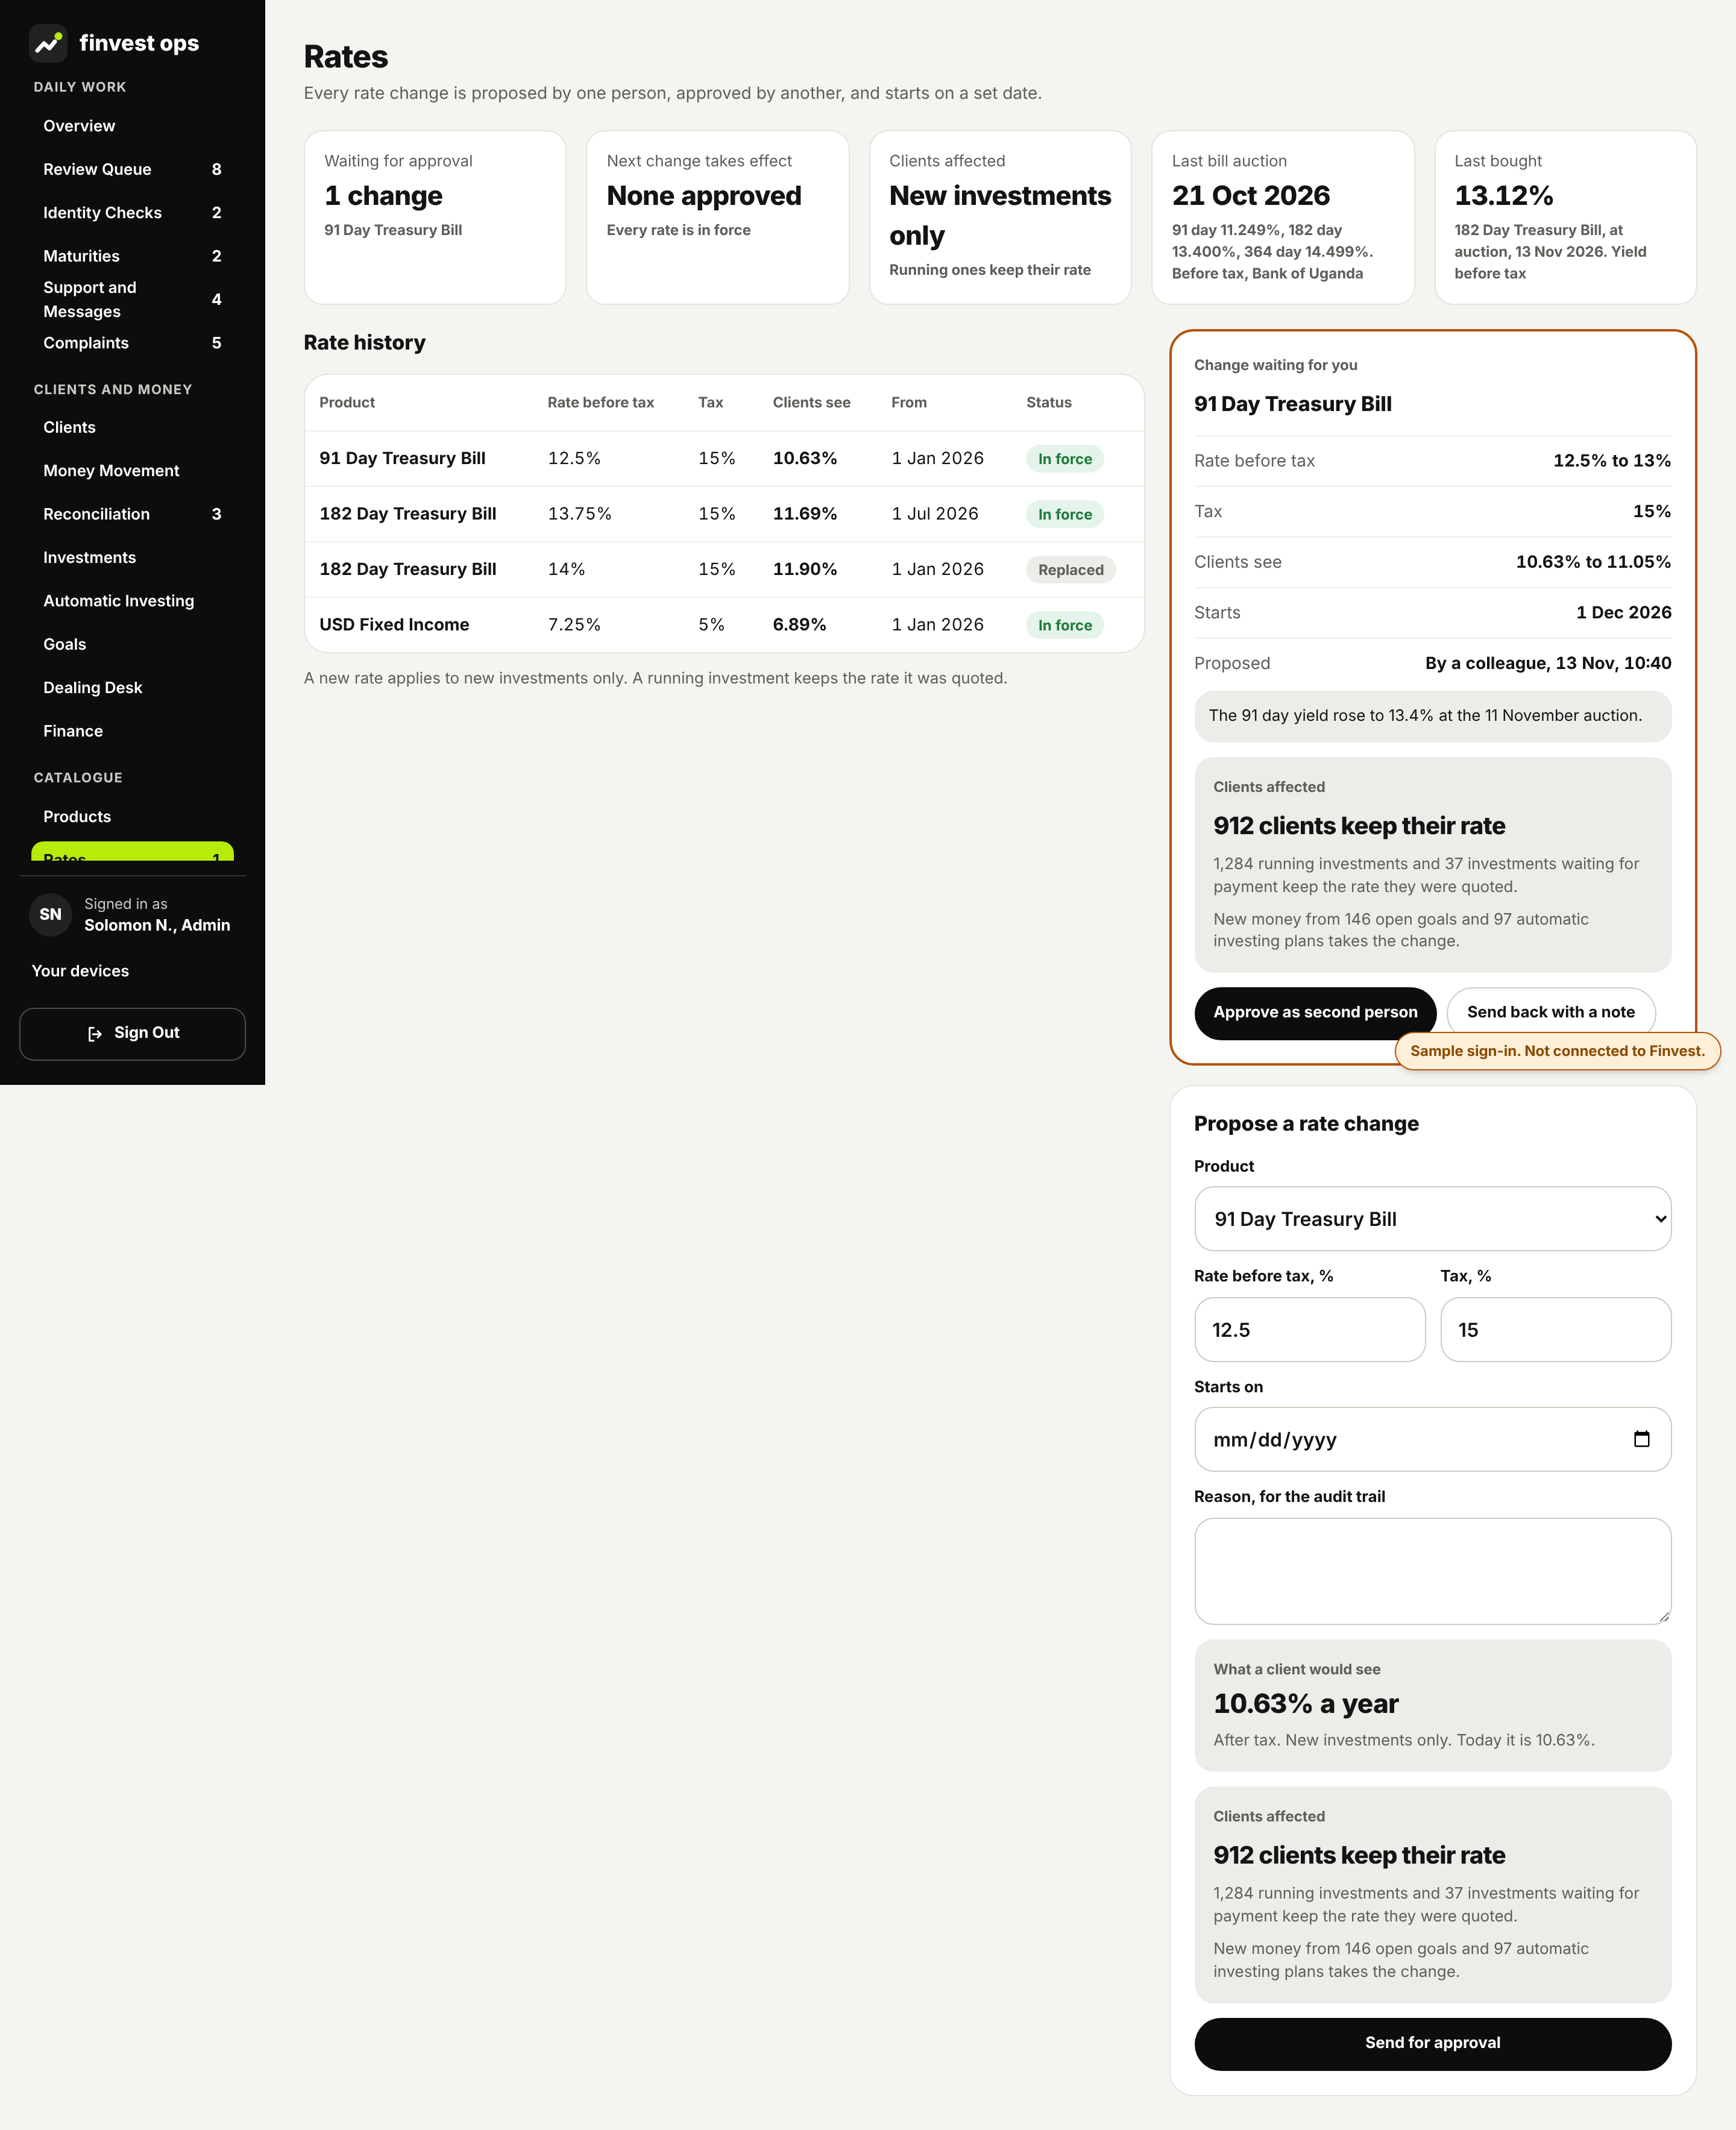 finvest ops
DAILY WORK
Overview
Review Queue 8
Identity Checks 2
Maturities 2
Support and
Messages 4
Complaints 5
CLIENTS AND MONEY
Clients
Money Movement
Reconciliation 3
Investments
Automatic Investing
Goals
Dealing Desk
Finance
CATALOGUE
Products
Rates 1
SN
Signed in as
Solomon N., Admin
Your devices
Sign Out
Rates
Every rate change is proposed by one person, approved by another, and starts on a set date.
Waiting for approval
1 change
91 Day Treasury Bill
Next change takes effect
None approved
Every rate is in force
Clients affected
New investments
only
Running ones keep their rate
Last bill auction
21 Oct 2026
91 day 11.249%, 182 day
13.400%, 364 day 14.499%.
Before tax, Bank of Uganda
Last bought
13.12%
182 Day Treasury Bill, at
auction, 13 Nov 2026. Yield
before tax
Rate history
Product Rate before tax Tax Clients see From Status
91 Day Treasury Bill 12.5% 15% 10.63% 1 Jan 2026 In force
182 Day Treasury Bill 13.75% 15% 11.69% 1 Jul 2026 In force
182 Day Treasury Bill 14% 15% 11.90% 1 Jan 2026 Replaced
USD Fixed Income 7.25% 5% 6.89% 1 Jan 2026 In force
A new rate applies to new investments only. A running investment keeps the rate it was quoted.
Change waiting for you
91 Day Treasury Bill
Rate before tax 12.5% to 13%
Tax 15%
Clients see 10.63% to 11.05%
Starts 1 Dec 2026
Proposed By a colleague, 13 Nov, 10:40
The 91 day yield rose to 13.4% at the 11 November auction.
Clients affected
912 clients keep their rate
1,284 running investments and 37 investments waiting for
payment keep the rate they were quoted.
New money from 146 open goals and 97 automatic
investing plans takes the change.
Approve as second person Send back with a note
Sample sign-in. Not connected to Finvest.
Propose a rate change
Product
91 Day Treasury Bill
Rate before tax, % Tax, %
12.5 15
Starts on
mm/dd/yyyy
Reason, for the audit trail
What a client would see
10.63% a year
After tax. New investments only. Today it is 10.63%.
Clients affected
912 clients keep their rate
1,284 running investments and 37 investments waiting for
payment keep the rate they were quoted.
New money from 146 open goals and 97 automatic
investing plans takes the change.
Send for approval